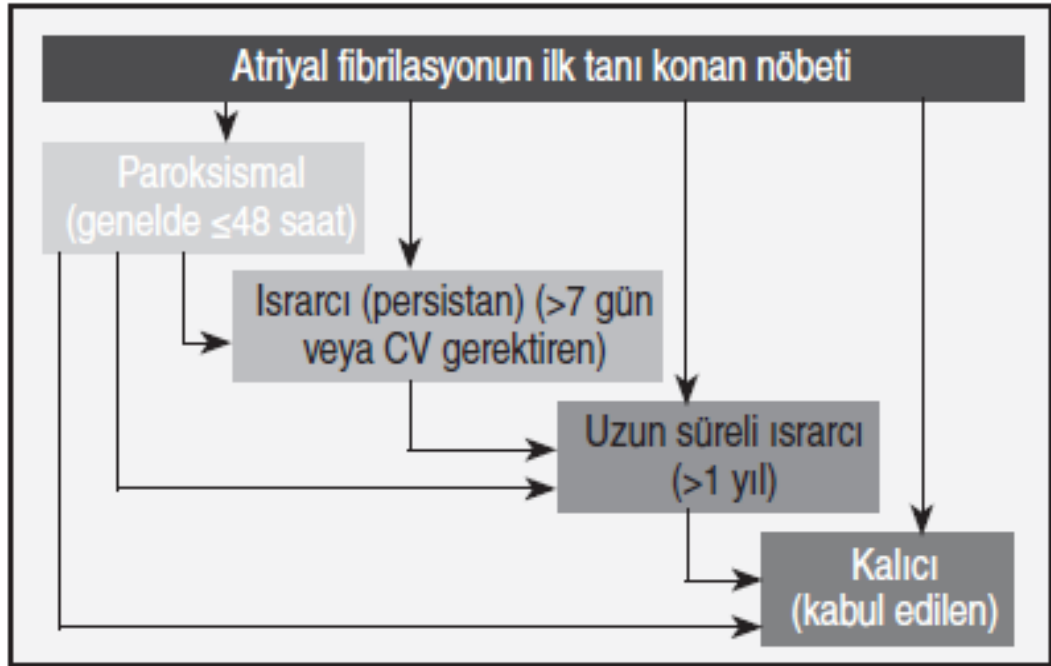 Atriyal fibrilasyonun ilk tanı konan nöbeti
Paroksismal
(genelde ≤48 saat)
Israrcı (persistan) (>7 gün
veya CV gerektiren)
Uzun süreli ısrarcı
(>1 yıl)
Kalıcı
(kabul edilen)